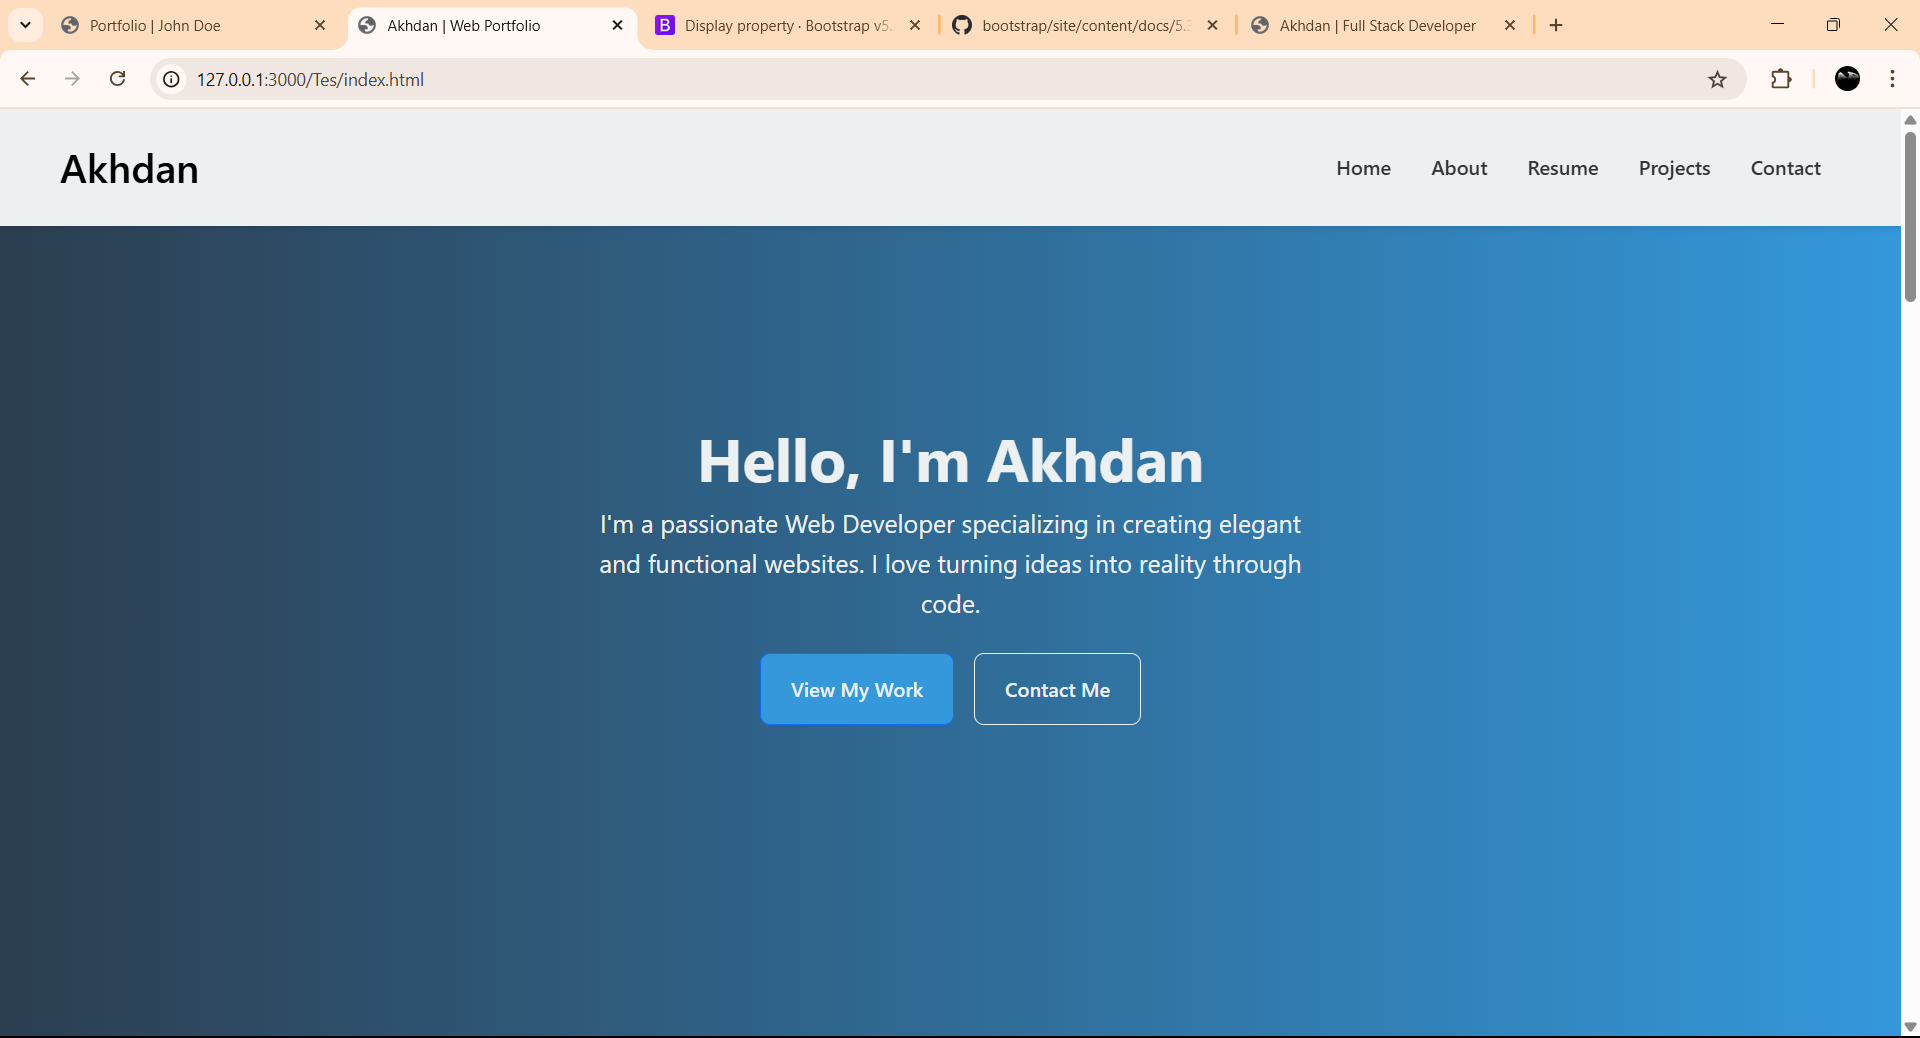 Portfolio | John Doe
Akhdan | Web Portfolio
B
Display property · Bootstrap v5.
bootstrap/site/content/docs/5.3
Akhdan | Full Stack Developer
127.0.0.1:3000/Tes/index.html
Akhdan
Home
About
Resume
Projects
Contact
Hello, I'm Akhdan
I'm a passionate Web Developer specializing in creating elegant
and functional websites. I love turning ideas into reality through
code.
View My Work
Contact Me